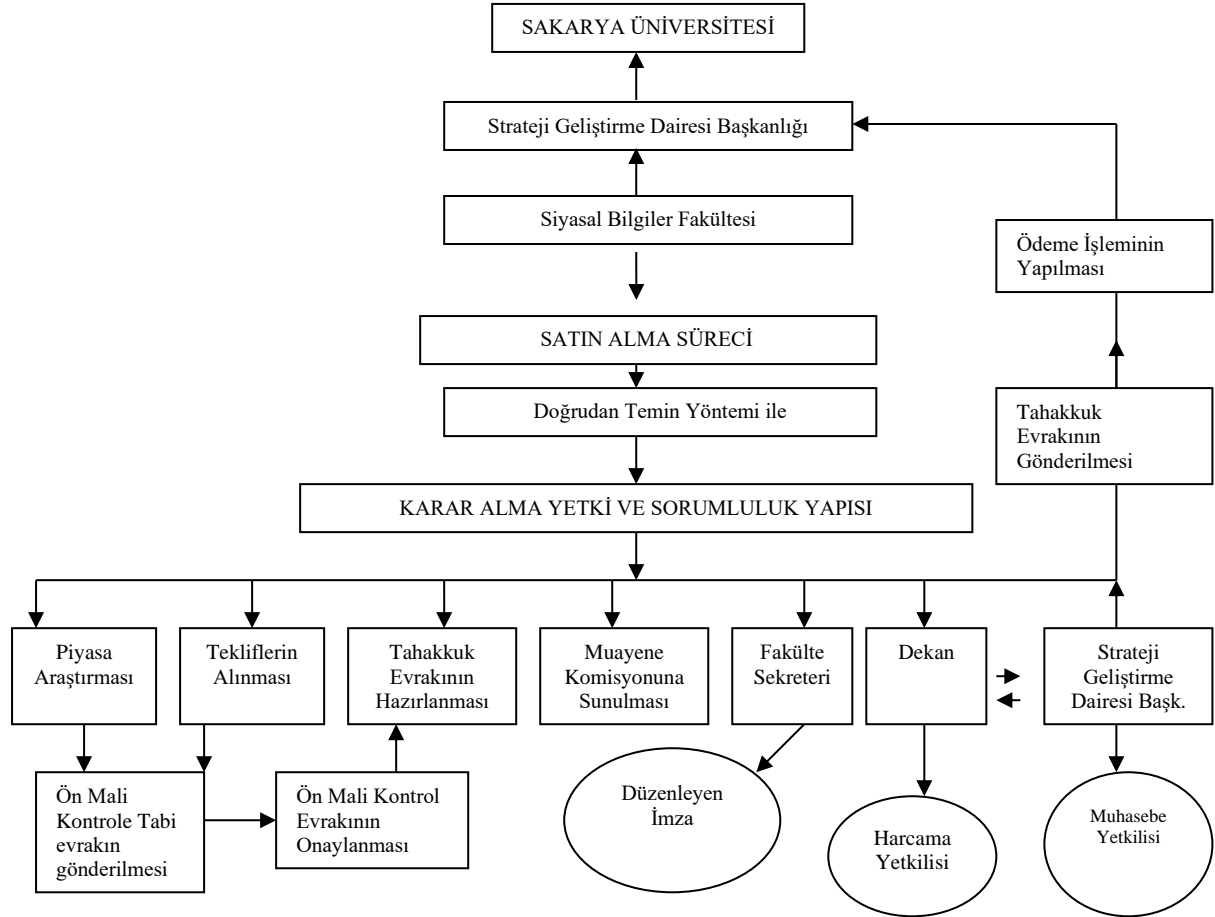 SAKARYA ÜNİVERSİTESİ
Strateji Geliştirme Dairesi Başkanlığı
Siyasal Bilgiler Fakültesi
Ödeme İşleminin
Yapılması
SATIN ALMA SÜRECİ
Doğrudan Temin Yöntemi ile
Tahakkuk
Evrakının
Gönderilmesi
KARAR ALMA YETKİ VE SORUMLULUK YAPISI
Piyasa
Araştırması
Tekliflerin
Alınması
Tahakkuk
Evrakının
Hazırlanması
Muayene
Komisyonuna
Sunulması
Fakülte
Sekreteri
Dekan
Strateji
Geliştirme
Dairesi Başk.
Ön Mali
Kontrole Tabi
evrakın
gönderilmesi
Ön Mali Kontrol
Evrakının
Onaylanması
Düzenleyen
İmza
Harcama
Yetkilisi
Muhasebe
Yetkilisi